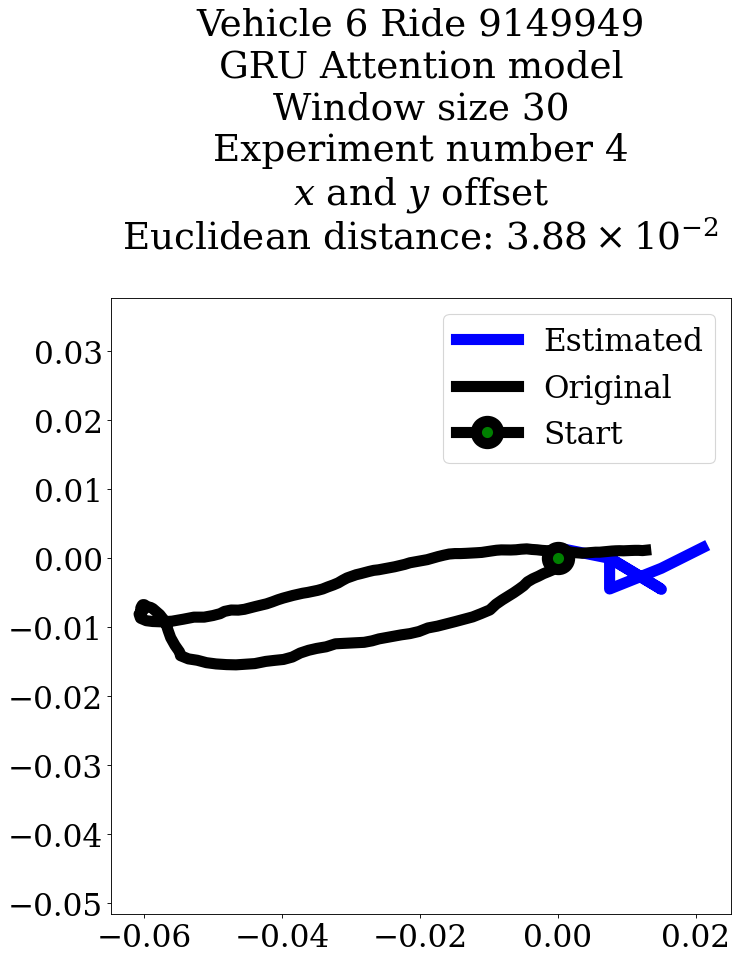 Vehicle 6 Ride 9149949
GRU Attention model
Window size 30
Experiment number 4
x and y offset
Euclidean distance: 3.88 × 10⁻²
Estimated
Original
Start
0.03
0.02
0.01
0.00
−0.01
−0.02
−0.03
−0.04
−0.05
−0.06 −0.04 −0.02 0.00 0.02